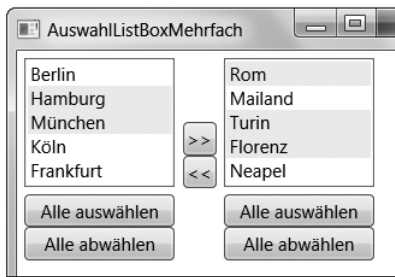 AuswahlListBoxMehrfach
Berlin
Hamburg
München
Köln
Frankfurt
>>
<<
Rom
Mailand
Turin
Florenz
Neapel
Alle auswählen
Alle abwählen
Alle auswählen
Alle abwählen